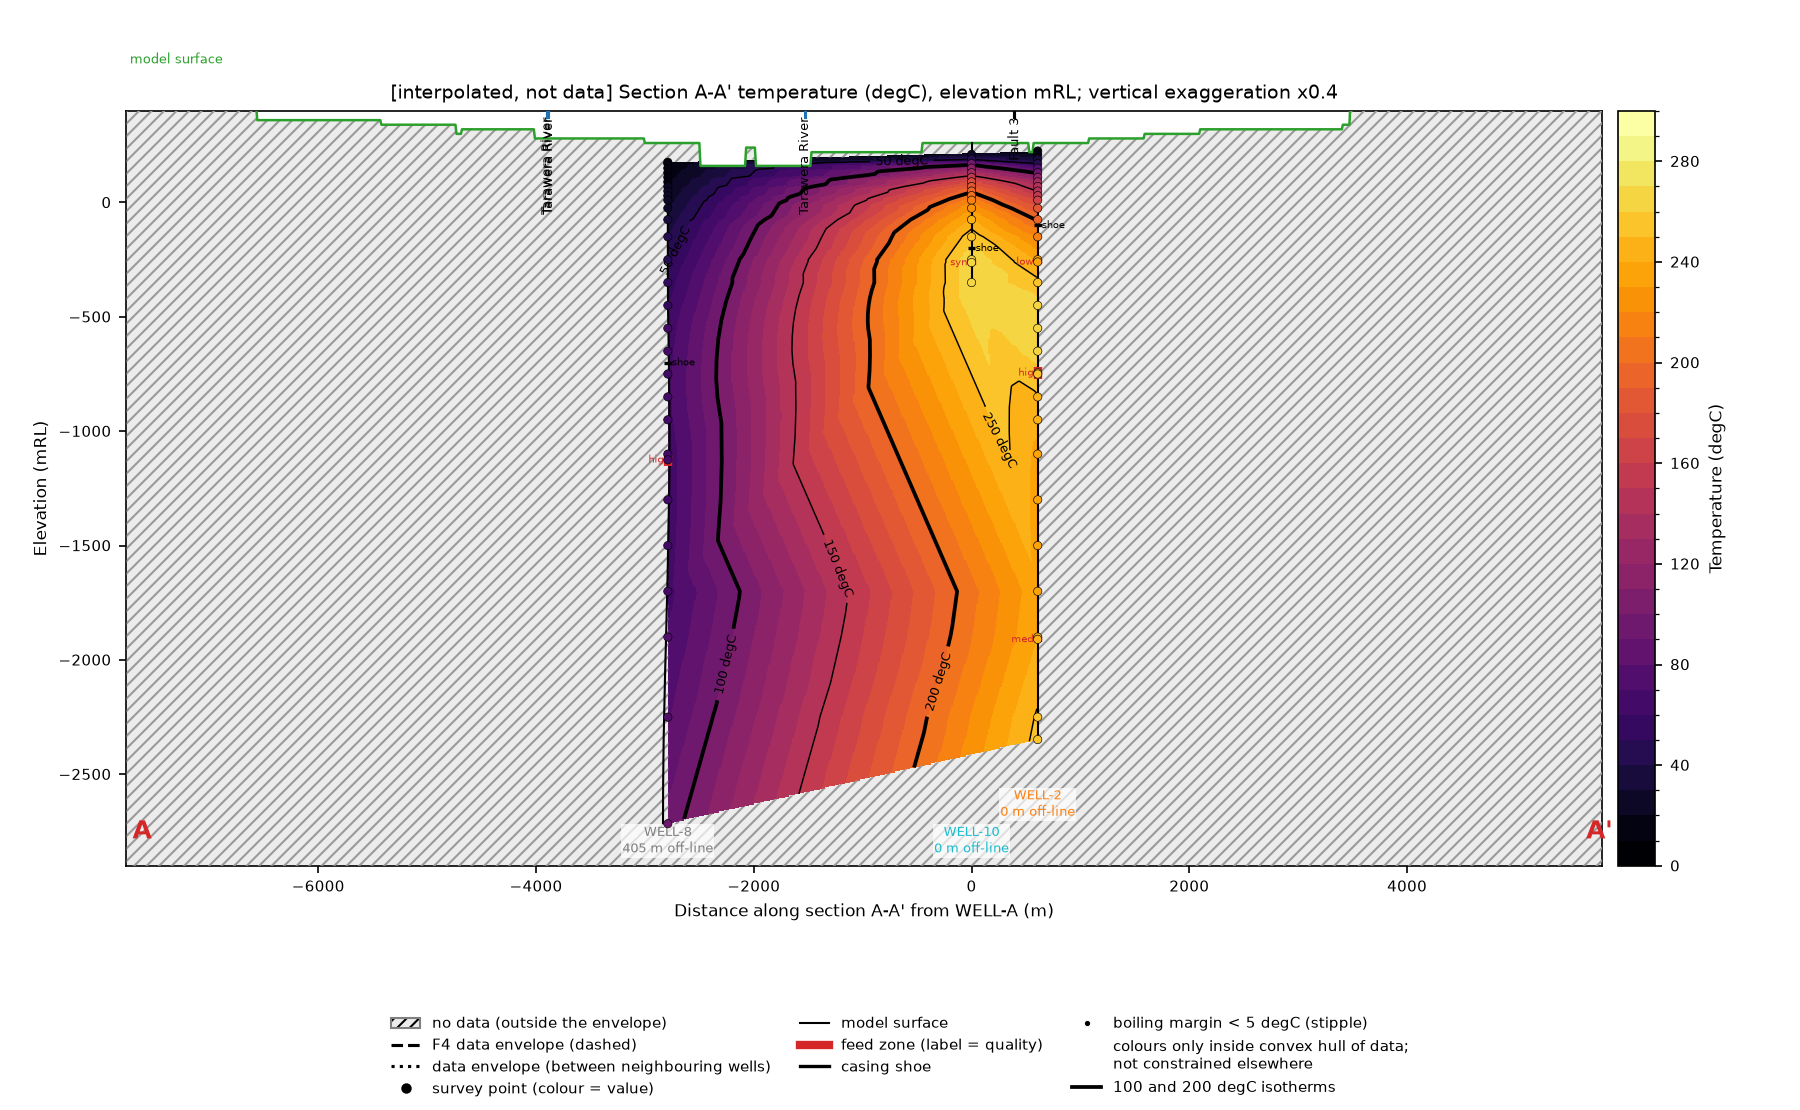 model surface
[interpolated, not data] Section A-A' temperature (degC), elevation mRL; vertical exaggeration x0.4
Tarawera River
Tarawera River
Fault 3
50 degC
50 degC
shoe
shoe
syn
low
shoe
hig
hig
250 degC
150 degC
100 degC
200 degC
med
WELL-2
0 m off-line
WELL-8
405 m off-line
WELL-10
0 m off-line
A
A'
0
−500
−1000
−1500
−2000
−2500
Elevation (mRL)
−6000
−4000
−2000
0
2000
4000
Distance along section A-A' from WELL-A (m)
280
240
200
160
120
80
40
0
Temperature (degC)
no data (outside the envelope)
F4 data envelope (dashed)
data envelope (between neighbouring wells)
survey point (colour = value)
model surface
feed zone (label = quality)
casing shoe
boiling margin < 5 degC (stipple)
colours only inside convex hull of data;
not constrained elsewhere
100 and 200 degC isotherms